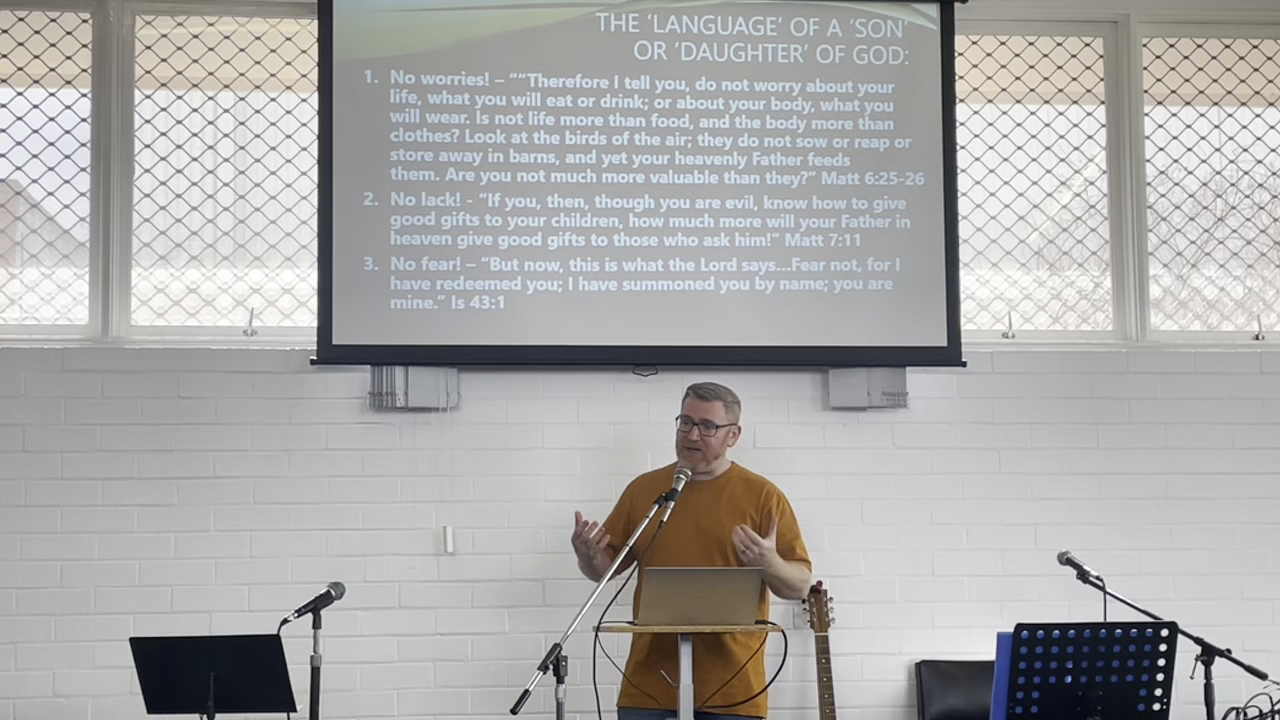 THE ‘LANGUAGE’ OF A ‘SON’
OR ‘DAUGHTER’ OF GOD:
1. No worries! – ““Therefore I tell you, do not worry about your
life, what you will eat or drink; or about your body, what you
will wear. Is not life more than food, and the body more than
clothes? Look at the birds of the air; they do not sow or reap or
store away in barns, and yet your heavenly Father feeds
them. Are you not much more valuable than they?” Matt 6:25-26
2. No lack! - “If you, then, though you are evil, know how to give
good gifts to your children, how much more will your Father in
heaven give good gifts to those who ask him!” Matt 7:11
3. No fear! – “But now, this is what the Lord says...Fear not, for I
have redeemed you; I have summoned you by name; you are
mine.” Is 43:1